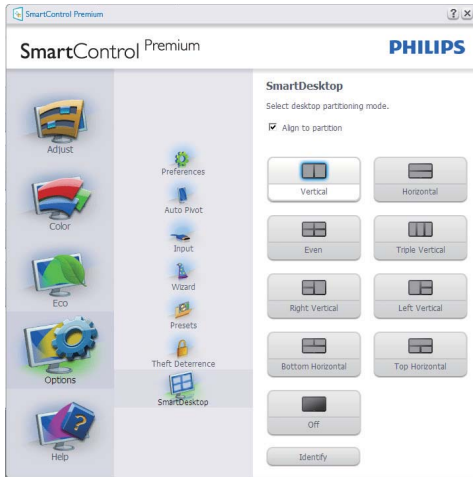 SmartControl Premium
SmartControl Premium
PHILIPS
Adjust
Color
Eco
Options
Help
Preferences
Auto Pivot
Input
Wizard
Presets
Theft Deterrence
SmartDesktop
SmartDesktop
Select desktop partitioning mode.
Align to partition
Vertical
Horizontal
Even
Triple Vertical
Right Vertical
Left Vertical
Bottom Horizontal
Top Horizontal
Off
Identify